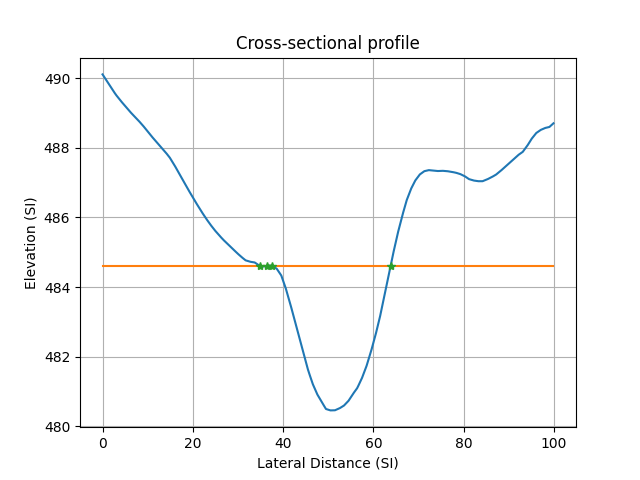 Cross-sectional profile
490
488
486
484
482
480
Elevation (SI)
0 20 40 60 80 100
Lateral Distance (SI)